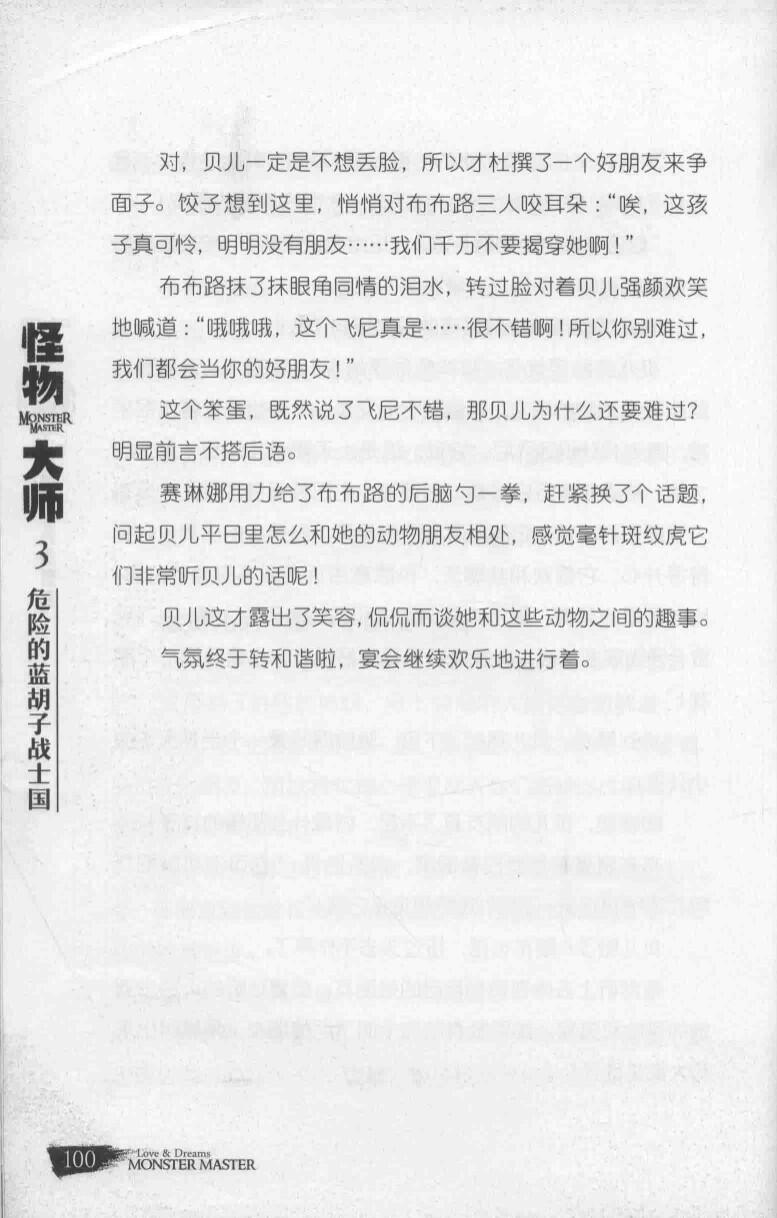 对，贝儿一定是不想丢脸，所以才杜撰了一个好朋友来争
面子。饺子想到这里，悄悄对布布路三人咬耳朵：“唉，这孩
子真可怜，明明没有朋友……我们千万不要揭穿她啊！”
布布路抹了抹眼角同情的泪水，转过脸对着贝儿强颜欢笑
地喊道：“哦哦哦，这个飞尼真是……很不错啊！所以你别难过，
我们都会当你的好朋友！”
这个笨蛋，既然说了飞尼不错，那贝儿为什么还要难过？
明显前言不搭后语。
赛琳娜用力给了布布路的后脑勺一拳，赶紧换了个话题，
问起贝儿平日里怎么和她的动物朋友相处，感觉毫针斑纹虎它
们非常听贝儿的话呢！
贝儿这才露出了笑容，侃侃而谈她和这些动物之间的趣事。
气氛终于转和谐啦，宴会继续欢乐地进行着。
怪物
MONSTER
MASTER
大师
3
危险的蓝胡子战士国
100
Love & Dreams
MONSTER MASTER